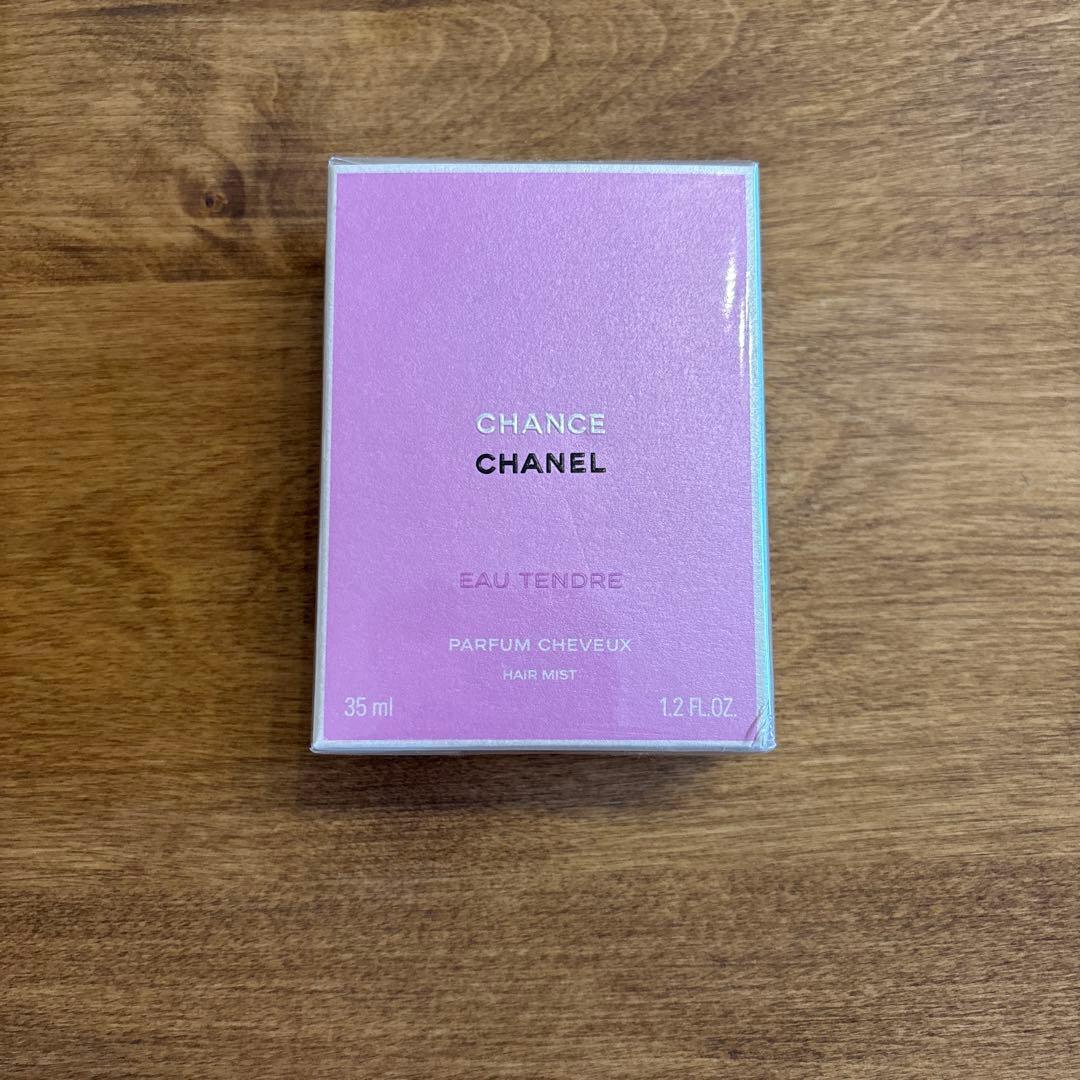 CHANCE
CHANEL
EAU TENDRE
PARFUM CHEVEUX
HAIR MIST
35 ml 1.2 FL.OZ.